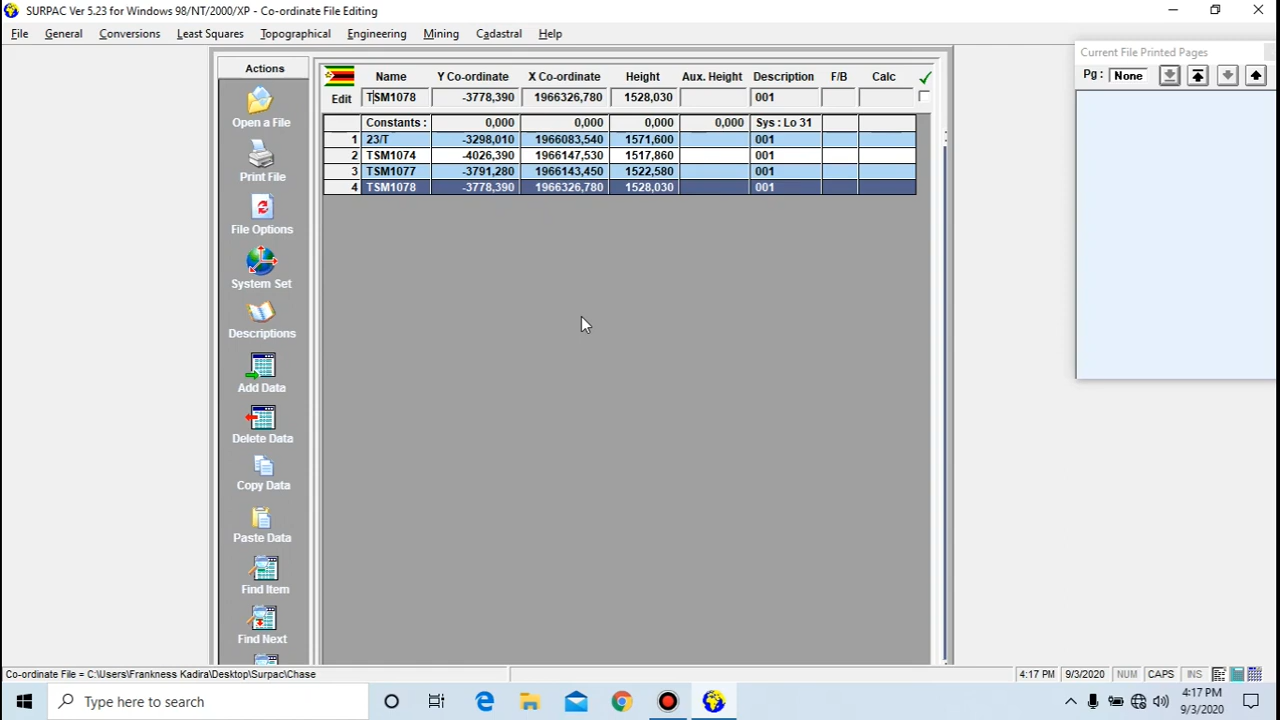 SURPAC Ver 5.23 for Windows 98/NT/2000/XP - Co-ordinate File Editing
File General Conversions Least Squares Topographical Engineering Mining Cadastral Help
Actions
Open a File
Print File
File Options
System Set
Descriptions
Add Data
Delete Data
Copy Data
Paste Data
Find Item
Find Next
Name Y Co-ordinate X Co-ordinate Height Aux. Height Description F/B Calc
Edit TSM1078 -3778,390 1966326,780 1528,030 001
Constants : 0,000 0,000 0,000 0,000 Sys : Lo 31
1 23/T -3298,010 1966083,540 1571,600 001
2 TSM1074 -4026,390 1966147,530 1517,860 001
3 TSM1077 -3791,280 1966143,450 1522,580 001
4 TSM1078 -3778,390 1966326,780 1528,030 001
Current File Printed Pages
Pg : None
Co-ordinate File = C:\Users\Frankness Kadira\Desktop\Surpac\Chase
4:17 PM 9/3/2020 NUM CAPS INS
Type here to search
4:17 PM
9/3/2020